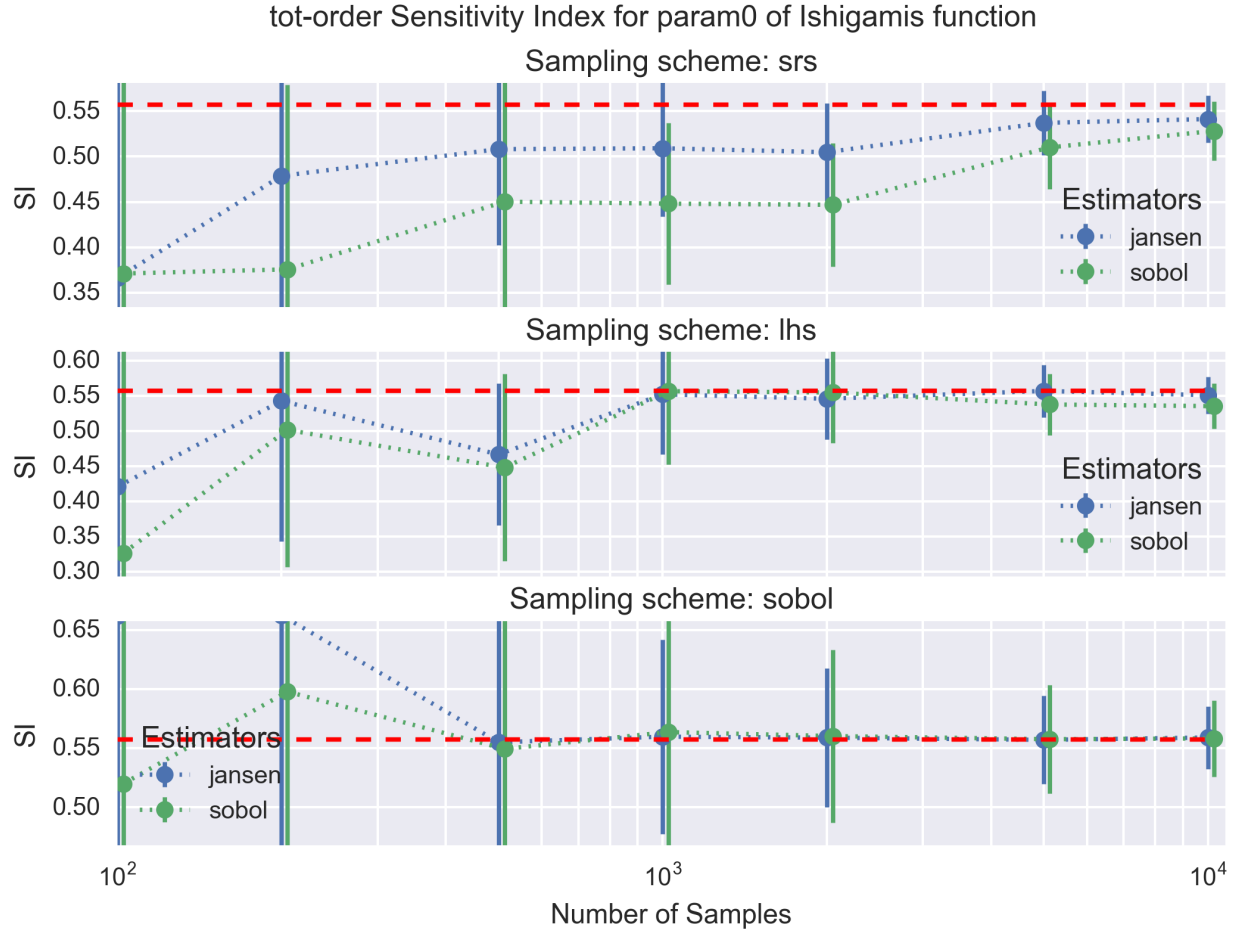 tot-order Sensitivity Index for param0 of Ishigamis function
Sampling scheme: srs
0.55
0.50
0.45
0.40
0.35
SI
Estimators
jansen
sobol
Sampling scheme: lhs
0.60
0.55
0.50
0.45
0.40
0.35
0.30
SI
Estimators
jansen
sobol
Sampling scheme: sobol
0.65
0.60
0.55
0.50
SI
Estimators
jansen
sobol
10² 10³ 10⁴
Number of Samples